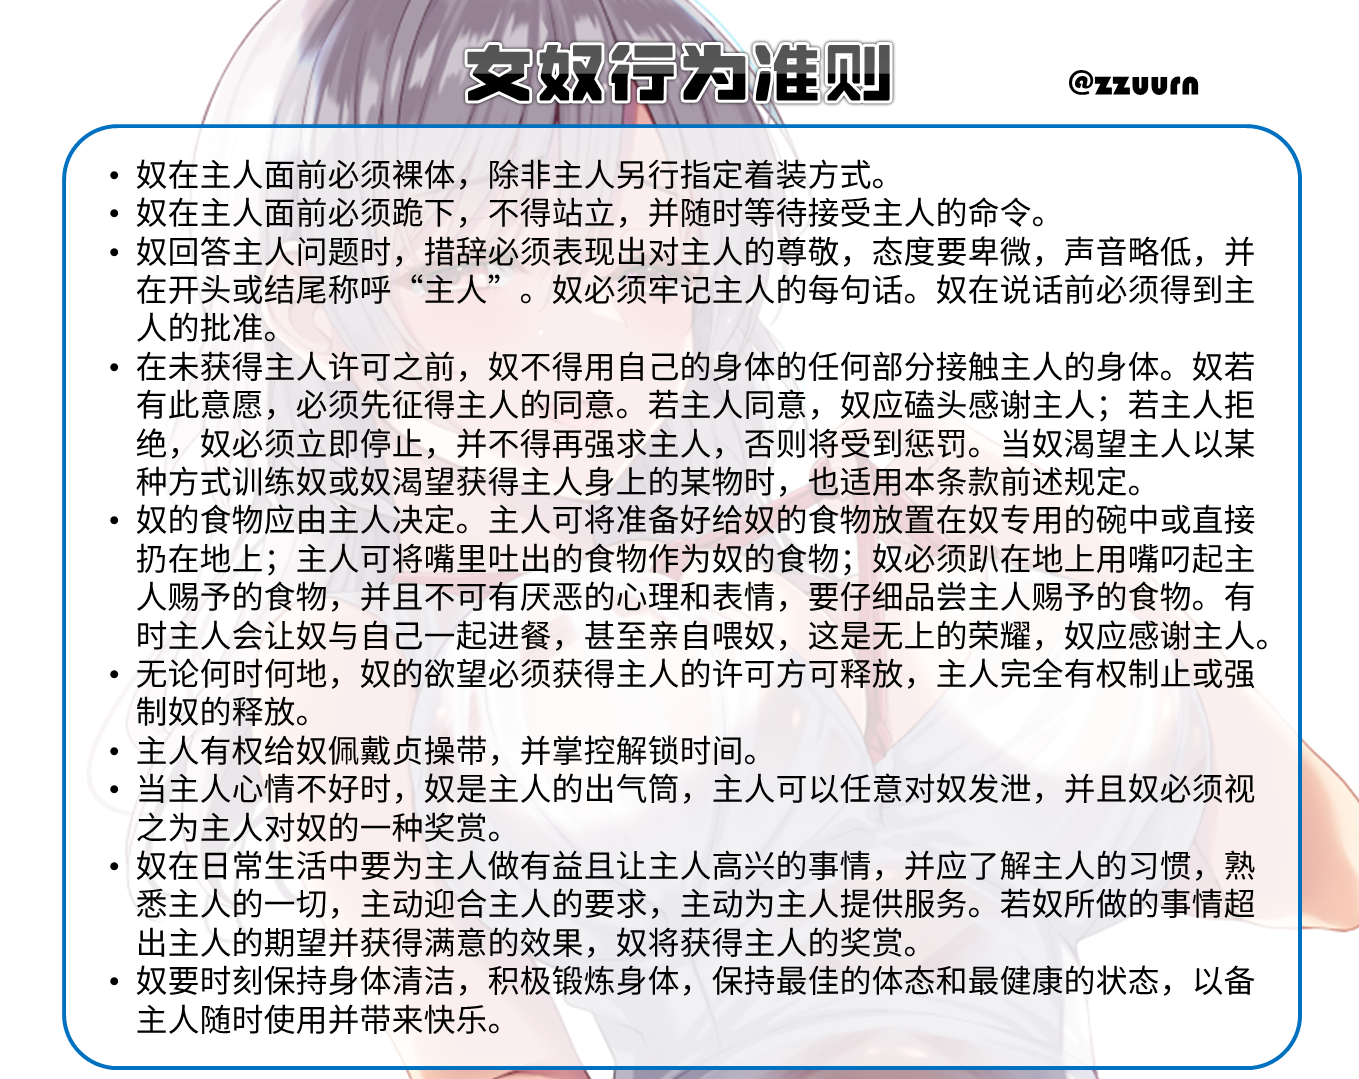 女奴行为准则
@zzuurn
• 奴在主人面前必须裸体，除非主人另行指定着装方式。
• 奴在主人面前必须跪下，不得站立，并随时等待接受主人的命令。
• 奴回答主人问题时，措辞必须表现出对主人的尊敬，态度要卑微，声音略低，并
在开头或结尾称呼“主人”。奴必须牢记主人的每句话。奴在说话前必须得到主
人的批准。
• 在未获得主人许可之前，奴不得用自己的身体的任何部分接触主人的身体。奴若
有此意愿，必须先征得主人的同意。若主人同意，奴应磕头感谢主人；若主人拒
绝，奴必须立即停止，并不得再强求主人，否则将受到惩罚。当奴渴望主人以某
种方式训练奴或奴渴望获得主人身上的某物时，也适用本条款前述规定。
• 奴的食物应由主人决定。主人可将准备好给奴的食物放置在奴专用的碗中或直接
扔在地上；主人可将嘴里吐出的食物作为奴的食物；奴必须趴在地上用嘴叼起主
人赐予的食物，并且不可有厌恶的心理和表情，要仔细品尝主人赐予的食物。有
时主人会让奴与自己一起进餐，甚至亲自喂奴，这是无上的荣耀，奴应感谢主人。
• 无论何时何地，奴的欲望必须获得主人的许可方可释放，主人完全有权制止或强
制奴的释放。
• 主人有权给奴佩戴贞操带，并掌控解锁时间。
• 当主人心情不好时，奴是主人的出气筒，主人可以任意对奴发泄，并且奴必须视
之为主人对奴的一种奖赏。
• 奴在日常生活中要为主人做有益且让主人高兴的事情，并应了解主人的习惯，熟
悉主人的一切，主动迎合主人的要求，主动为主人提供服务。若奴所做的事情超
出主人的期望并获得满意的效果，奴将获得主人的奖赏。
• 奴要时刻保持身体清洁，积极锻炼身体，保持最佳的体态和最健康的状态，以备
主人随时使用并带来快乐。